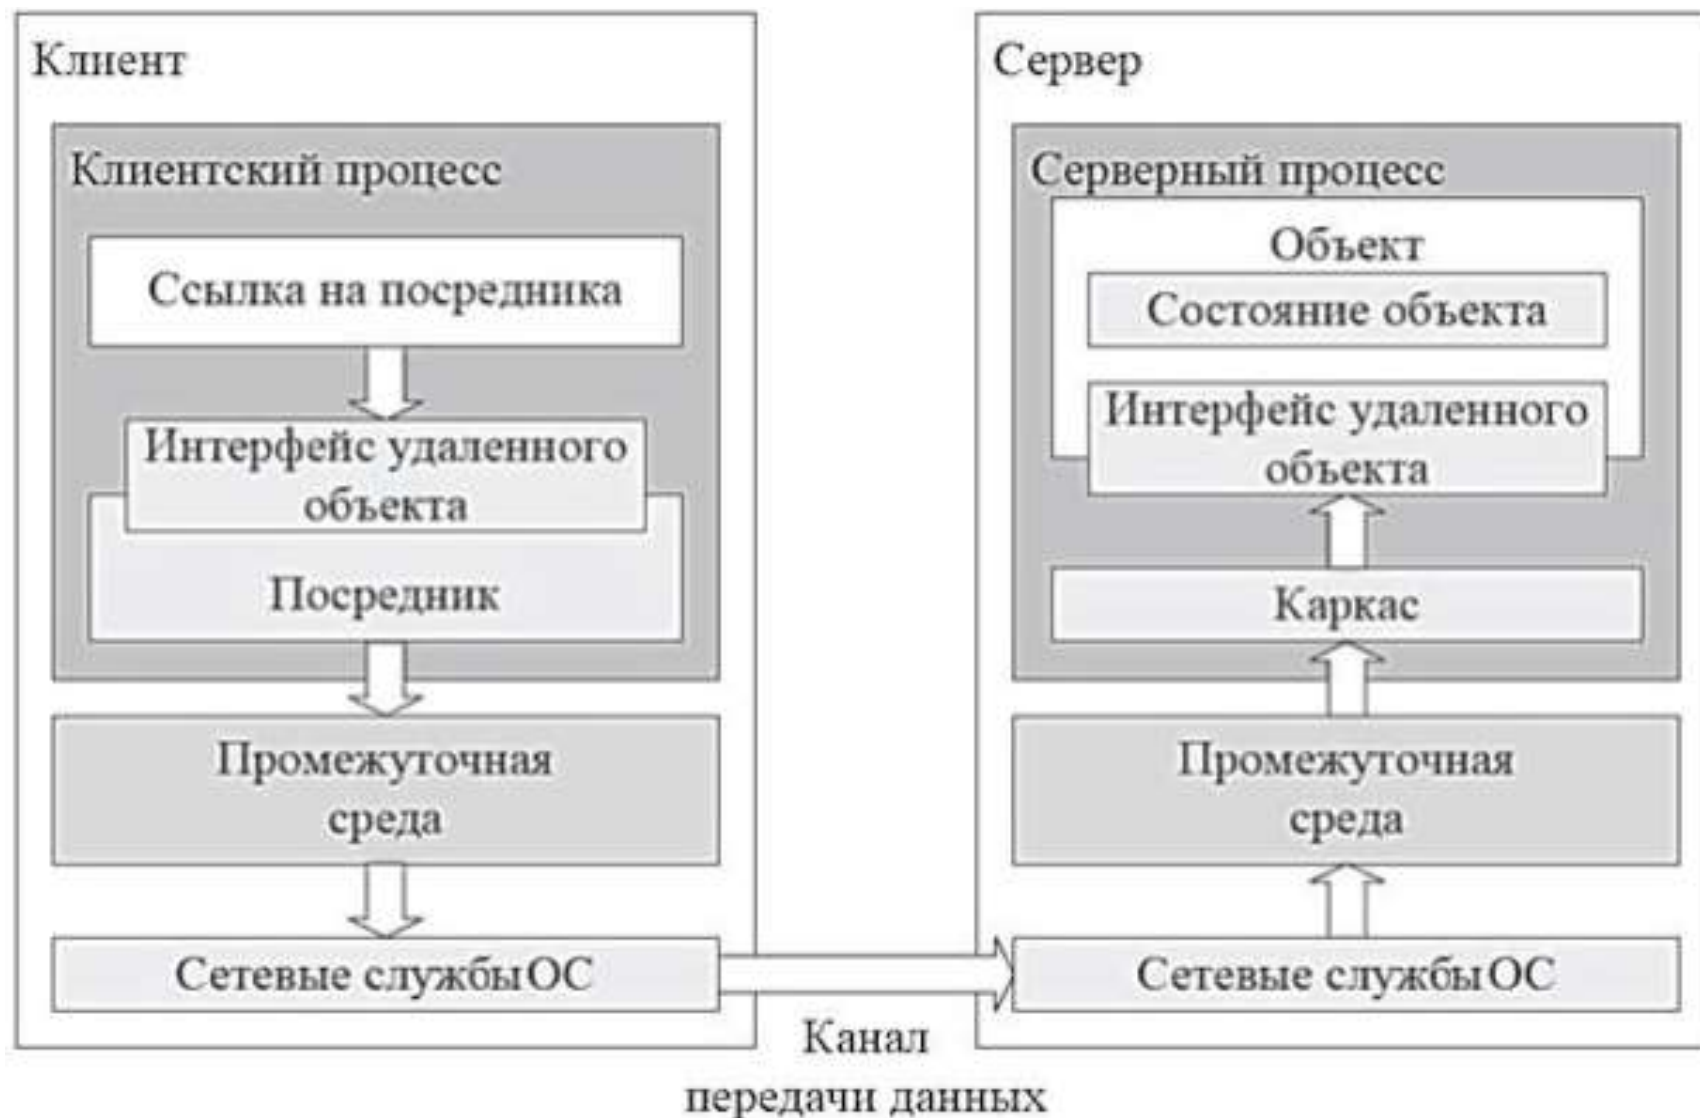 Клиент
Клиентский процесс
Ссылка на посредника
Интерфейс удаленного
объекта
Посредник
Промежуточная
среда
Сетевые службы ОС
Сервер
Серверный процесс
Объект
Состояние объекта
Интерфейс удаленного
объекта
Каркас
Промежуточная
среда
Сетевые службы ОС
Канал
передачи данных